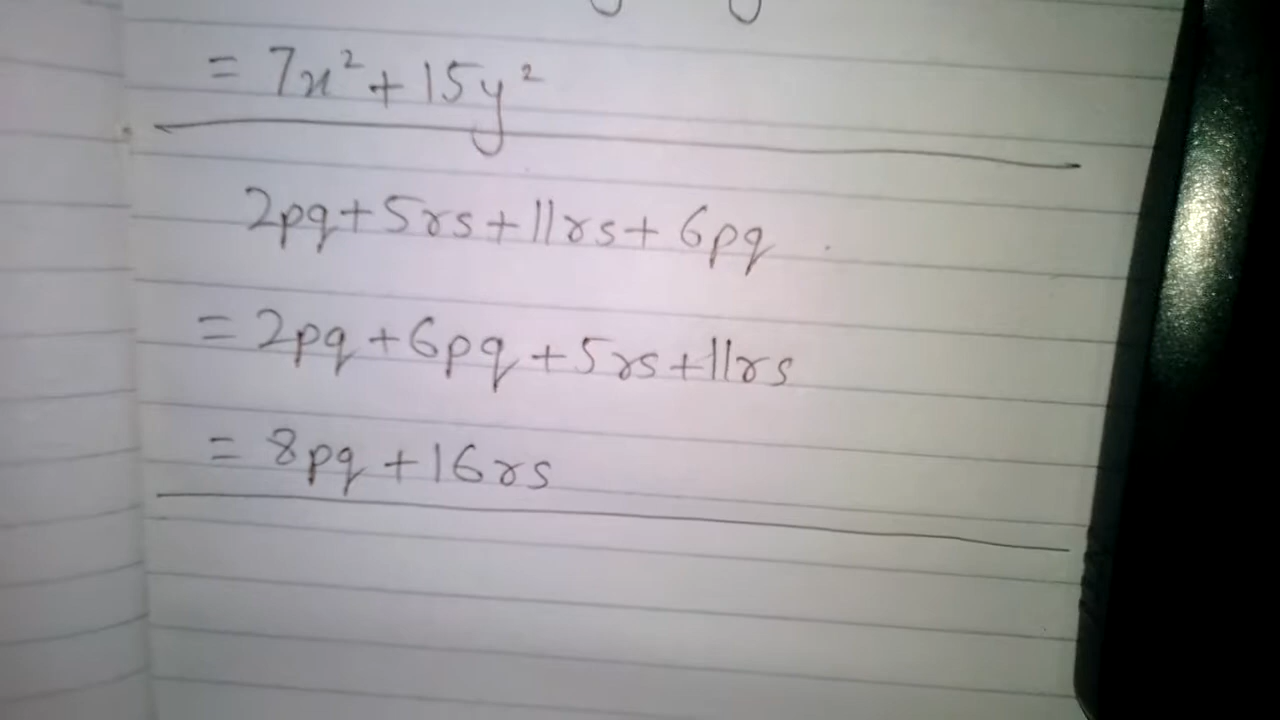 = 7x² + 15y²
2pq + 5rs + 11rs + 6pq
= 2pq + 6pq + 5rs + 11rs
= 8pq + 16rs